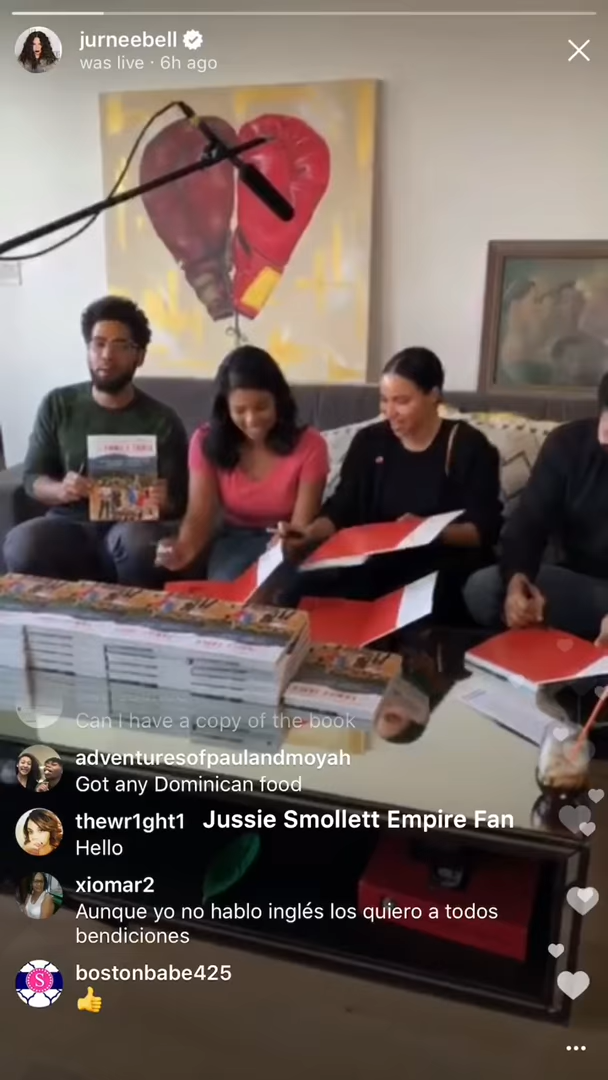 jurneebell
was live · 6h ago
Can I have a copy of the book
adventuresofpaulandmoyah
Got any Dominican food
thewr1ght1 Jussie Smollett Empire Fan
Hello
xiomar2
Aunque yo no hablo inglés los quiero a todos
bendiciones
S
bostonbabe425
👍